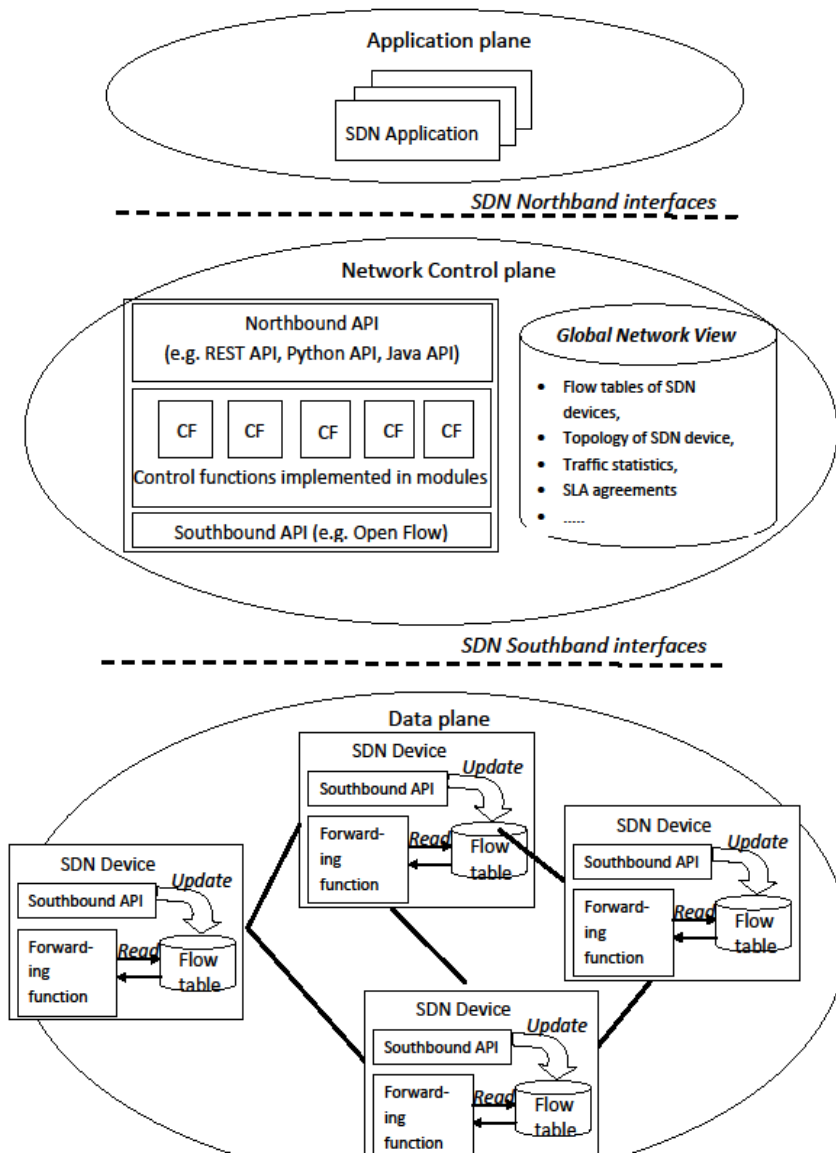 Application plane
SDN Application
SDN Northband interfaces
Network Control plane
Northbound API
(e.g. REST API, Python API, Java API)
CF CF CF CF CF
Control functions implemented in modules
Southbound API (e.g. Open Flow)
Global Network View
• Flow tables of SDN
devices,
• Topology of SDN device,
• Traffic statistics,
• SLA agreements
• .....
SDN Southband interfaces
Data plane
SDN Device
Update
Southbound API
Forward-
ing
function
Read
Flow
table
SDN Device
Update
Southbound API
Forward-
ing
function
Read
Flow
table
SDN Device
Update
Southbound API
Forward-
ing
function
Read
Flow
table
SDN Device
Update
Southbound API
Forward-
ing
function
Read
Flow
table